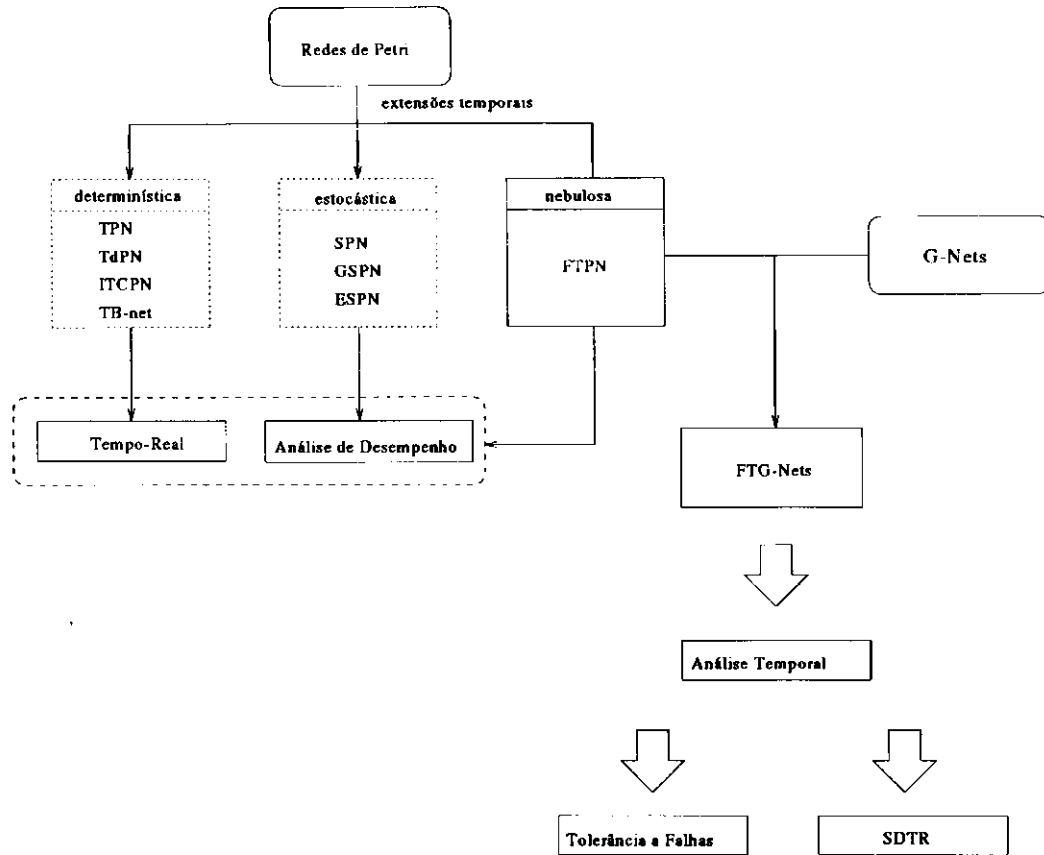 Redes de Petri
extensões temporais
determinística
TPN
TdPN
ITCPN
TB-net
estocástica
SPN
GSPN
ESPN
nebulosa
FTPN
G-Nets
Tempo-Real
Análise de Desempenho
FTG-Nets
Análise Temporal
Tolerância a Falhas
SDTR